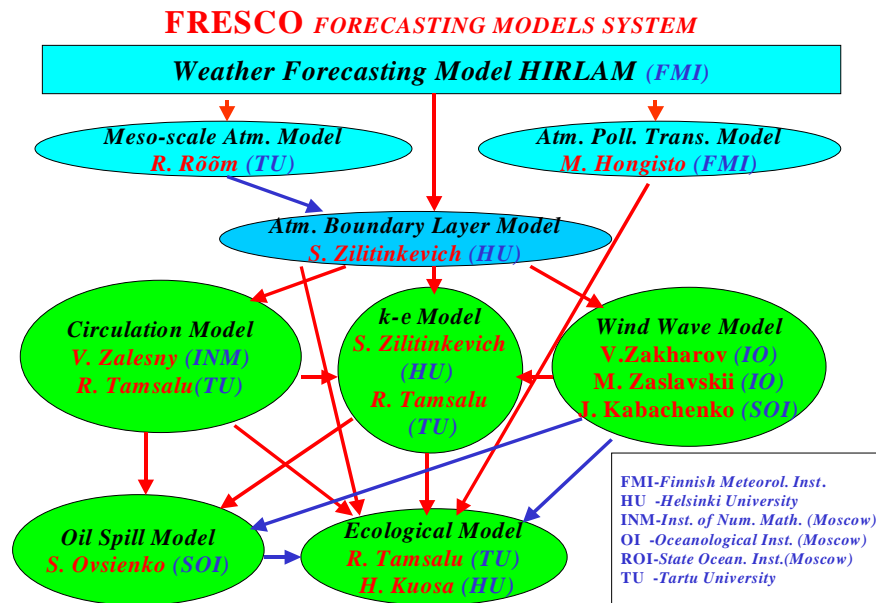 FRESCO FORECASTING MODELS SYSTEM
Weather Forecasting Model HIRLAM (FMI)
Meso-scale Atm. Model
R. Rõõm (TU)
Atm. Poll. Trans. Model
M. Hongisto (FMI)
Atm. Boundary Layer Model
S. Zilitinkevich (HU)
Circulation Model
V. Zalesny (INM)
R. Tamsalu (TU)
k-e Model
S. Zilitinkevich
(HU)
R. Tamsalu
(TU)
Wind Wave Model
V.Zakharov (IO)
M. Zaslavskii (IO)
J. Kabachenko (SOI)
Oil Spill Model
S. Ovsienko (SOI)
Ecological Model
R. Tamsalu (TU)
H. Kuosa (HU)
FMI-Finnish Meteorol. Inst.
HU -Helsinki University
INM-Inst. of Num. Math. (Moscow)
OI -Oceanological Inst. (Moscow)
ROI-State Ocean. Inst.(Moscow)
TU -Tartu University